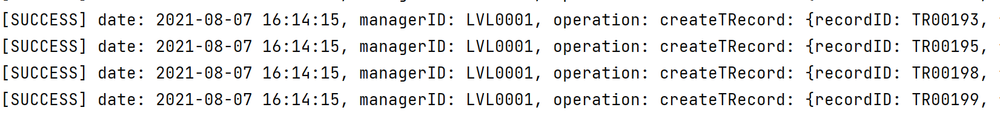 [SUCCESS] date: 2021-08-07 16:14:15, managerID: LVL0001, operation: createTRecord: {recordID: TR00193,
[SUCCESS] date: 2021-08-07 16:14:15, managerID: LVL0001, operation: createTRecord: {recordID: TR00195,
[SUCCESS] date: 2021-08-07 16:14:15, managerID: LVL0001, operation: createTRecord: {recordID: TR00198,
[SUCCESS] date: 2021-08-07 16:14:15, managerID: LVL0001, operation: createTRecord: {recordID: TR00199,